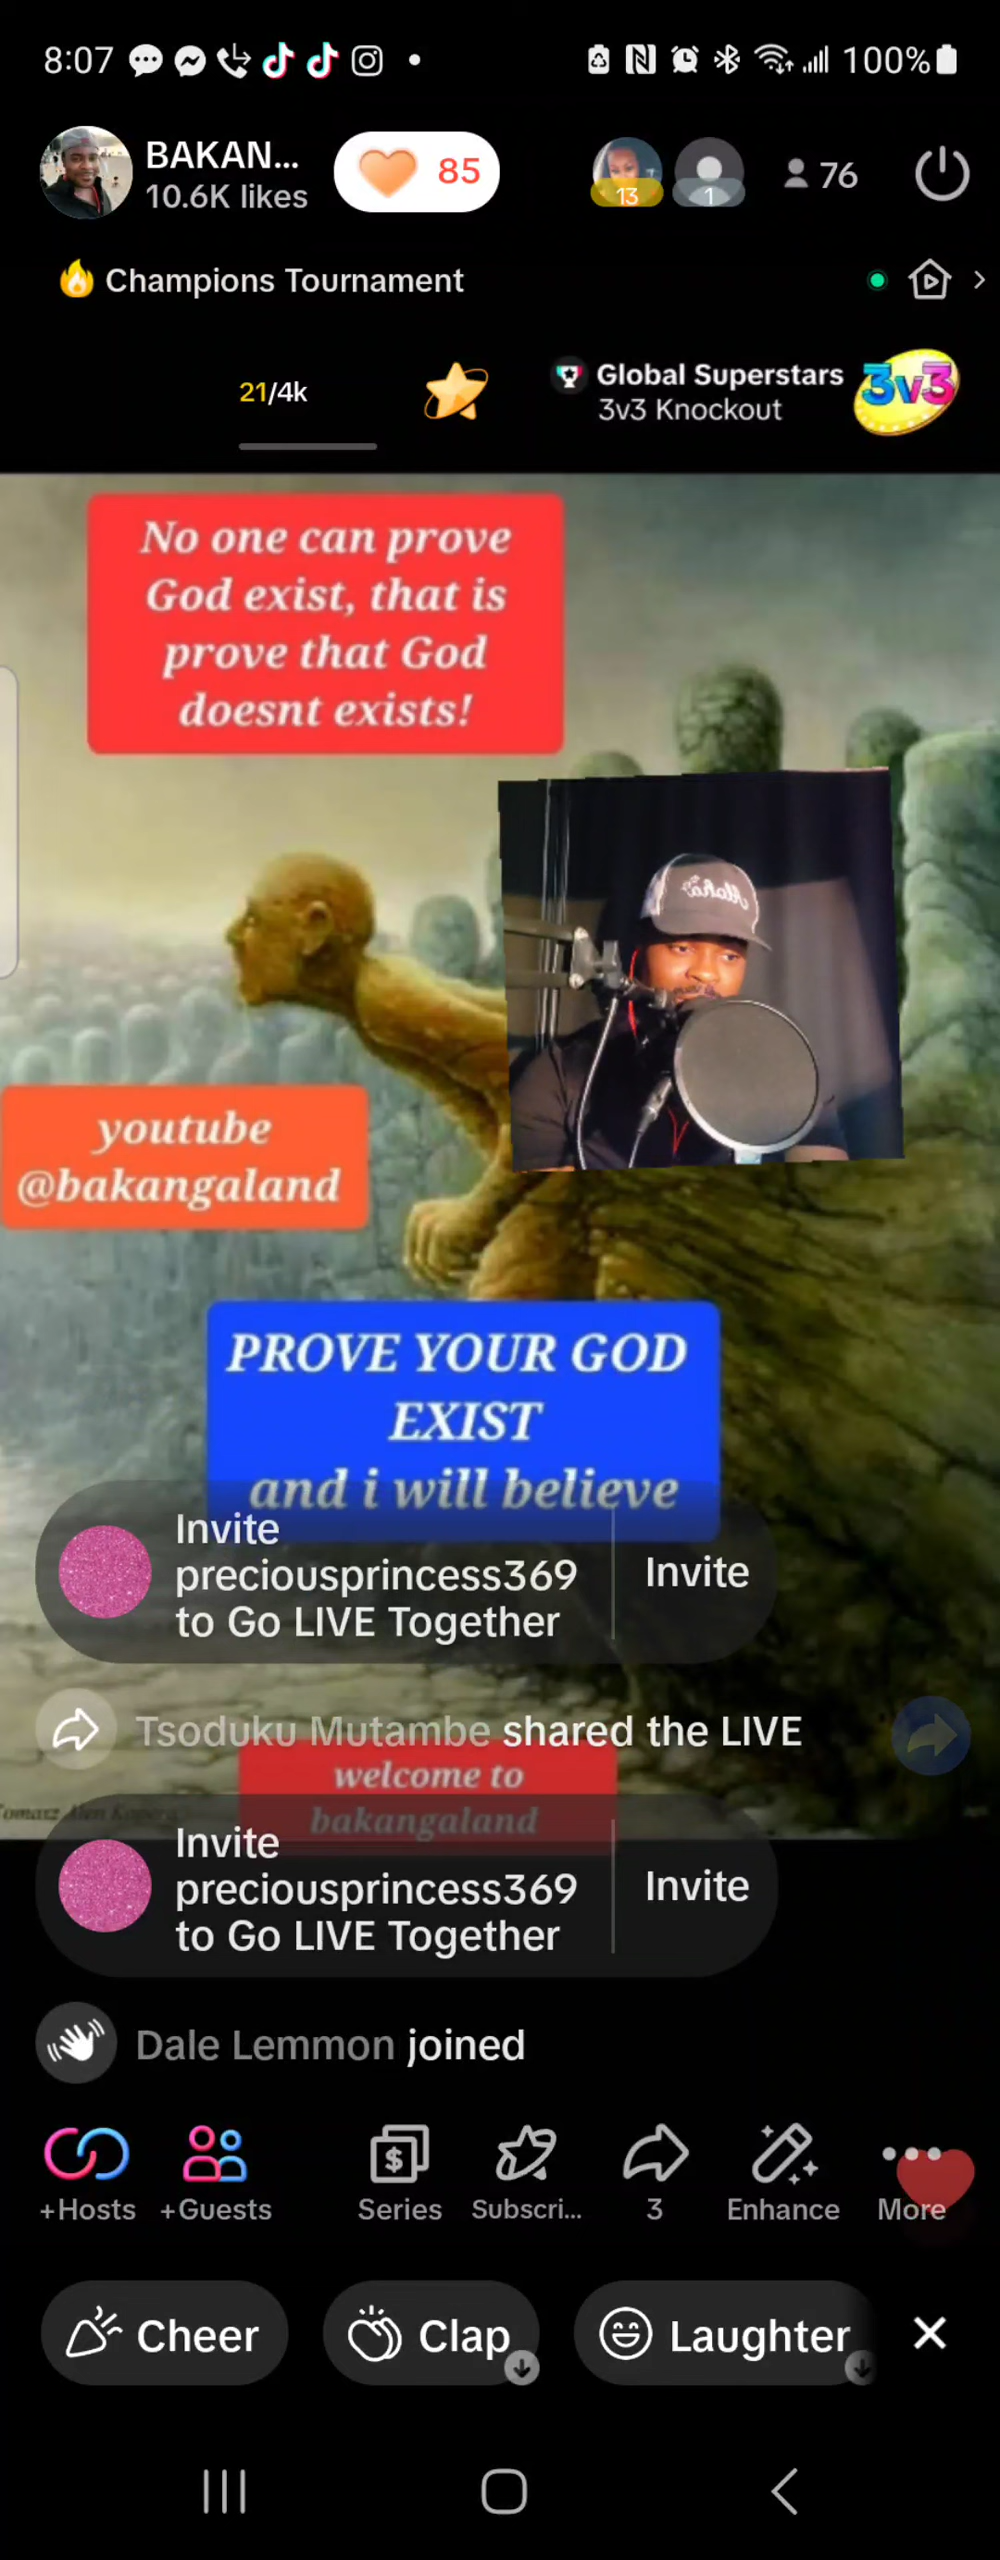 8:07
100%
BAKAN...
10.6K likes
85
13
1
76
Champions Tournament
21/4k
Global Superstars
3v3 Knockout
3v3
No one can prove
God exist, that is
prove that God
doesnt exists!
Aloha
youtube
@bakangaland
PROVE YOUR GOD
EXIST
and i will believe
Invite
preciousprincess369
to Go LIVE Together
Invite
Tsoduku Mutambe shared the LIVE
welcome to
bakangaland
Invite
preciousprincess369
to Go LIVE Together
Invite
Dale Lemmon joined
+Hosts
+Guests
Series
Subscri...
3
Enhance
More
Cheer
Clap
Laughter